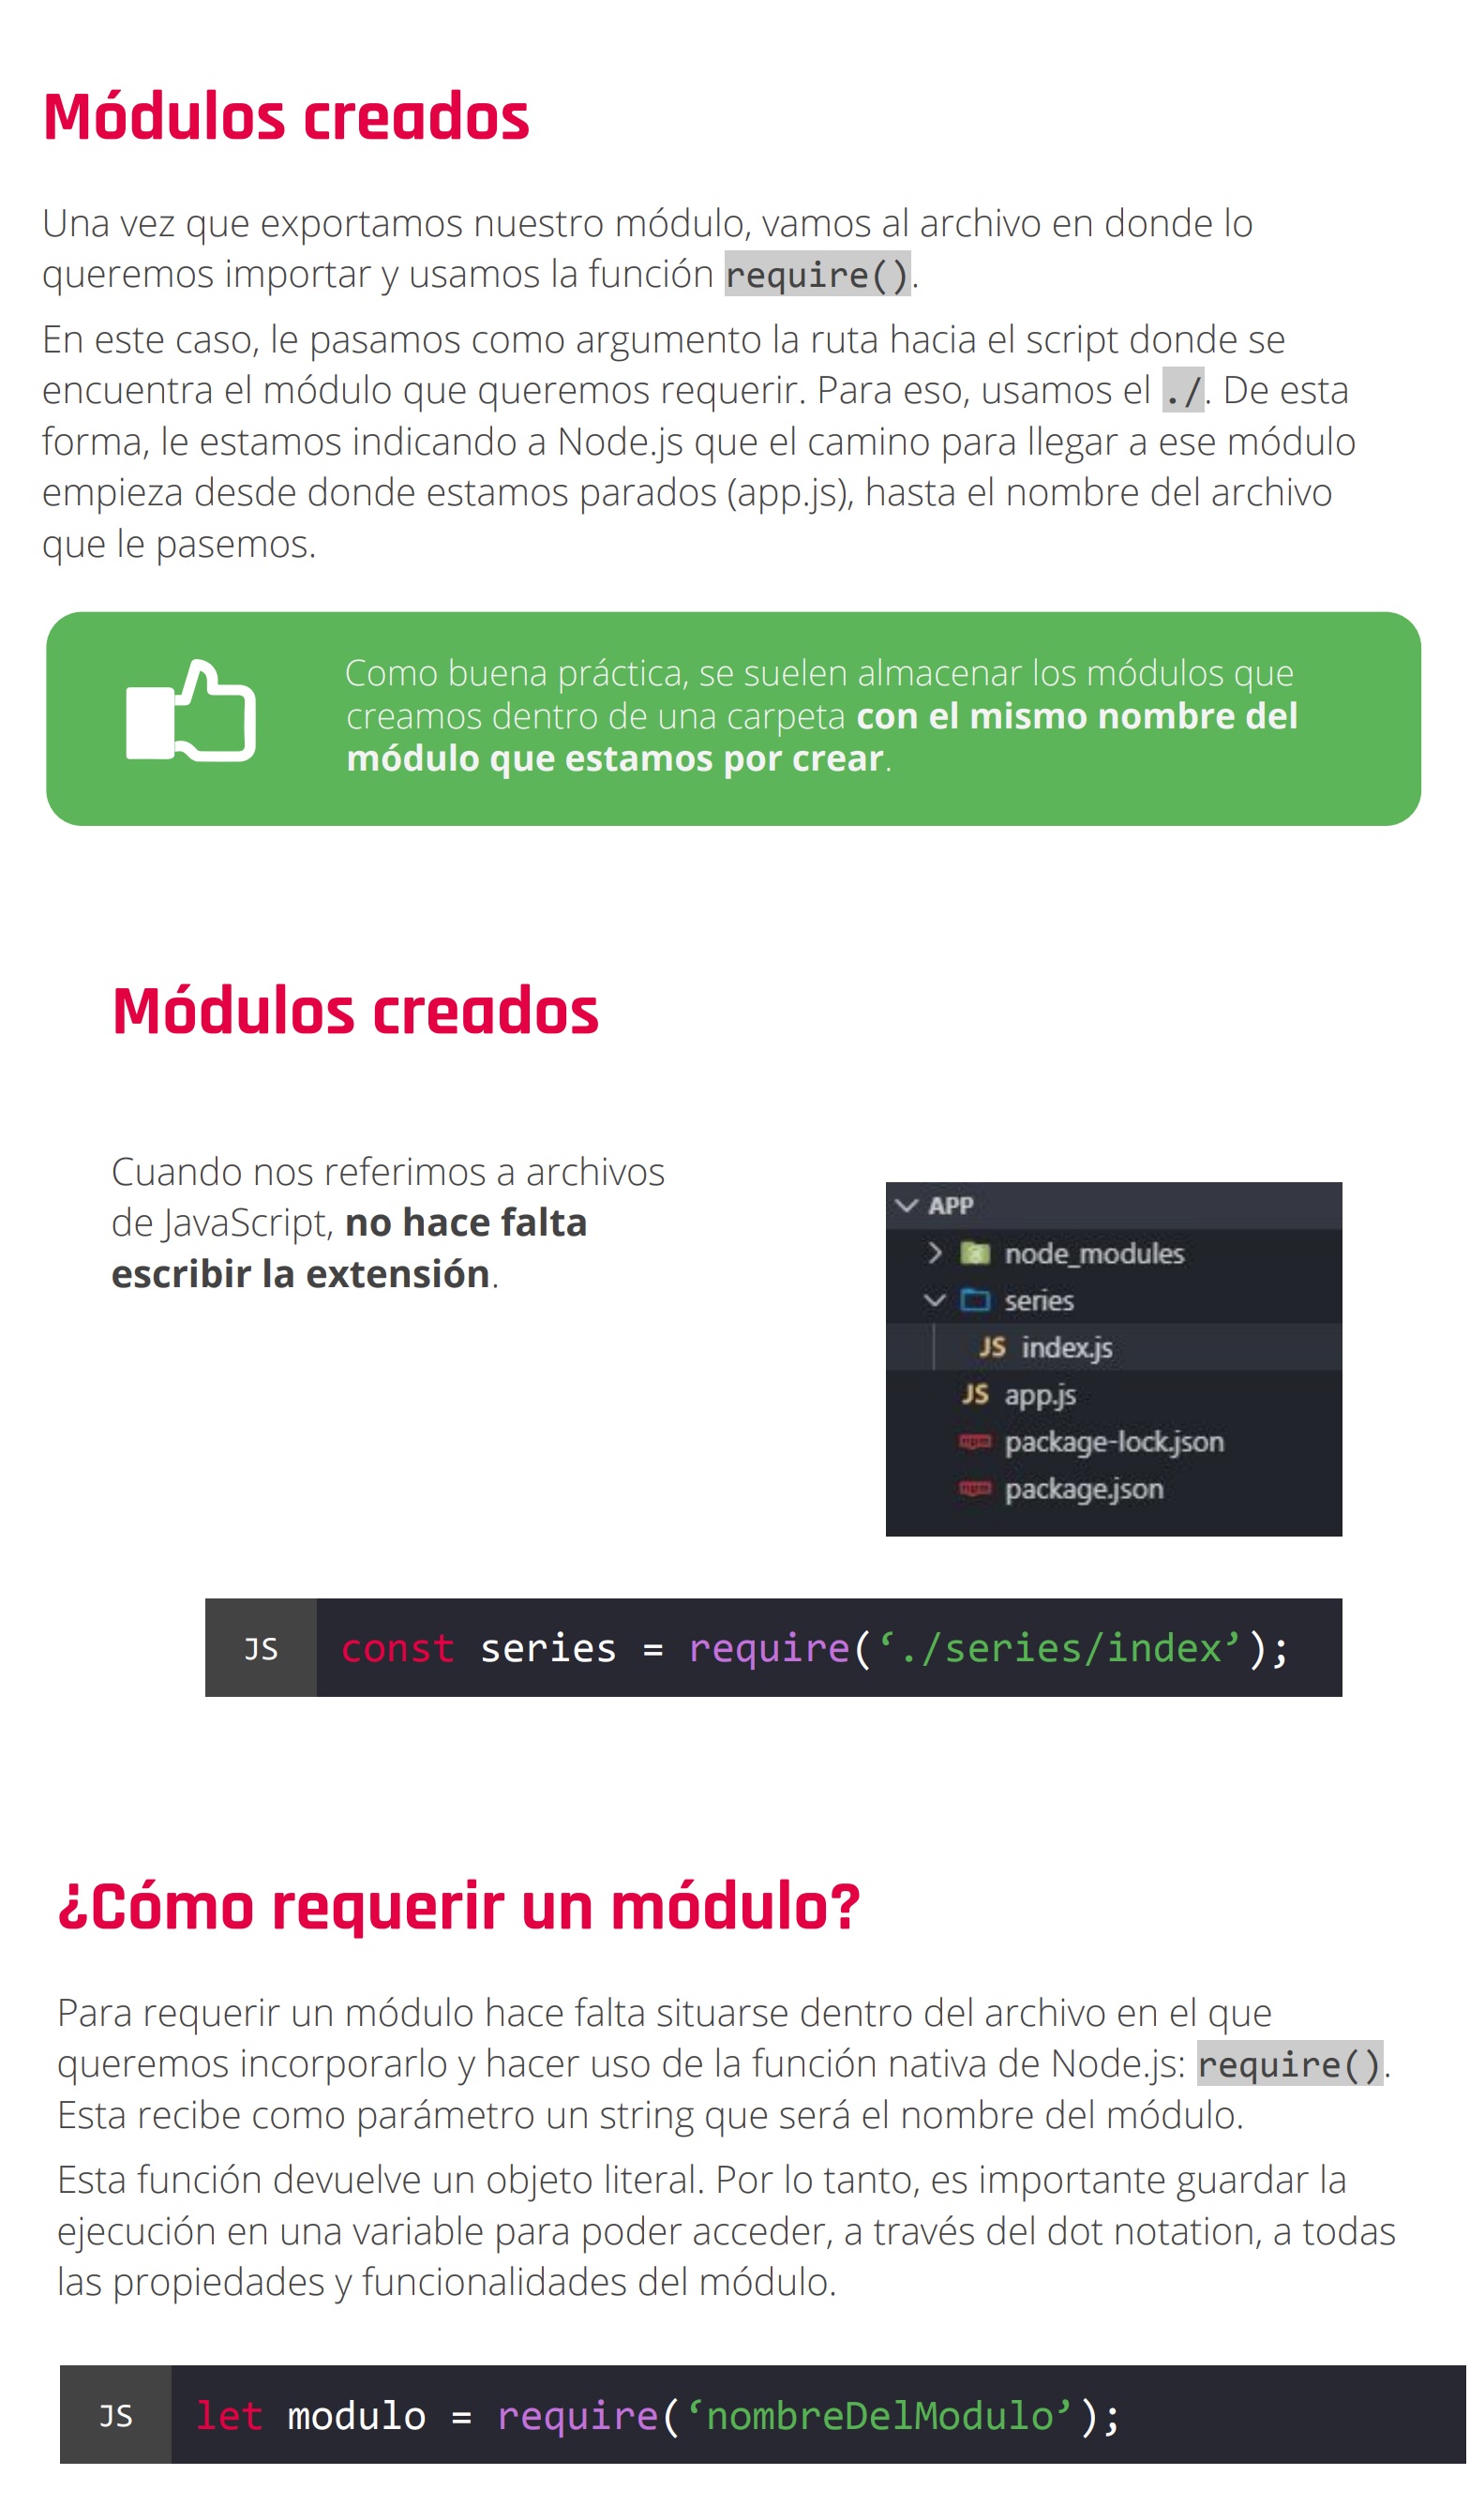 Módulos creados
Una vez que exportamos nuestro módulo, vamos al archivo en donde lo
queremos importar y usamos la función require().
En este caso, le pasamos como argumento la ruta hacia el script donde se
encuentra el módulo que queremos requerir. Para eso, usamos el ./. De esta
forma, le estamos indicando a Node.js que el camino para llegar a ese módulo
empieza desde donde estamos parados (app.js), hasta el nombre del archivo
que le pasemos.
Como buena práctica, se suelen almacenar los módulos que
creamos dentro de una carpeta con el mismo nombre del
módulo que estamos por crear.
Módulos creados
Cuando nos referimos a archivos
de JavaScript, no hace falta
escribir la extensión.
APP
node_modules
series
JS index.js
JS app.js
npm package-lock.json
npm package.json
JS const series = require(‘./series/index’);
¿Cómo requerir un módulo?
Para requerir un módulo hace falta situarse dentro del archivo en el que
queremos incorporarlo y hacer uso de la función nativa de Node.js: require().
Esta recibe como parámetro un string que será el nombre del módulo.
Esta función devuelve un objeto literal. Por lo tanto, es importante guardar la
ejecución en una variable para poder acceder, a través del dot notation, a todas
las propiedades y funcionalidades del módulo.
JS let modulo = require(‘nombreDelModulo’);